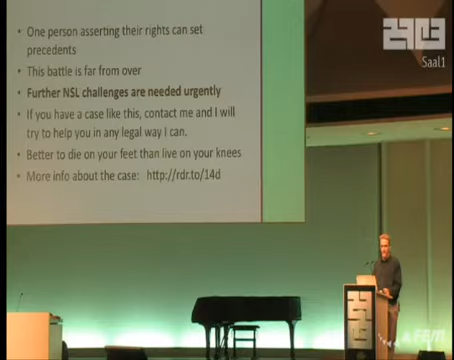 • One person asserting their rights can set
precedents
• This battle is far from over
• Further NSL challenges are needed urgently
• If you have a case like this, contact me and I will
try to help you in any legal way I can.
• Better to die on your feet than live on your knees
• More info about the case: http://rdr.to/14d
Saal1
FEM